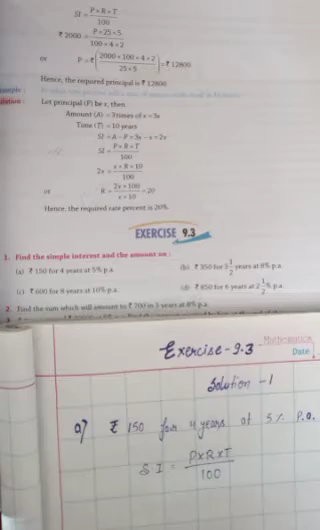 SI = P×R×T / 100
₹ 2000 = P×25×5 / 100×4×2
or P = ₹ (2000×100×4×2 / 25×5) = ₹ 12800
Hence, the required principal is ₹ 12800.
Let principal (P) be x, then
Amount (A) = 3 times of x = 3x
Time (T) = 10 years
SI = A – P = 3x – x = 2x
SI = P×R×T / 100
2x = x×R×10 / 100
or R = 2x×100 / x×10 = 20
Hence, the required rate percent is 20%.
EXERCISE 9.3
1. Find the simple interest and the amount on :
(a) ₹ 150 for 4 years at 5% p.a. (b) ₹ 350 for 3 1/2 years at 8% p.a.
(c) ₹ 600 for 9 years at 10% p.a. (d) ₹ 850 for 6 years at 2 1/2 % p.a.
2. Find the sum which will amount to ₹ 700 in 5 years at 8% p.a.
Mathematics
Exercise-9.3 Date
Solution -1
a) ₹ 150 for 4 years at 5% P.a.
S I = P×R×T / 100